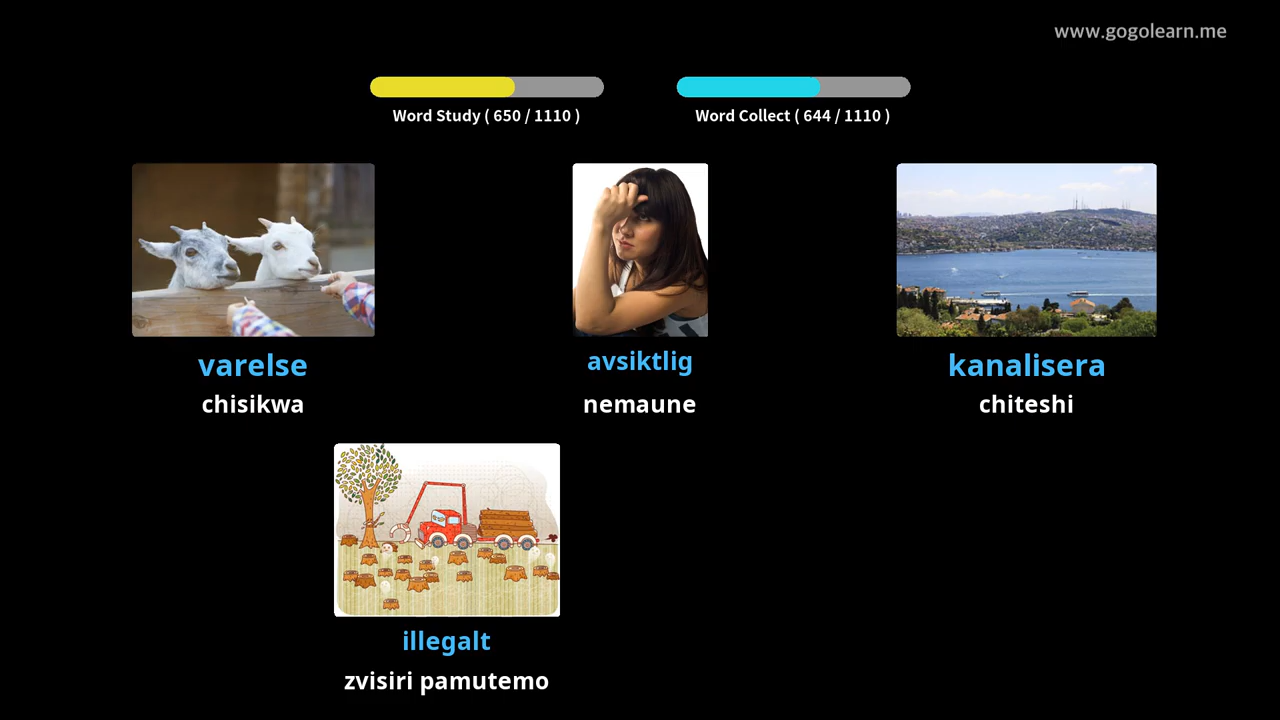 www.gogolearn.me
Word Study ( 650 / 1110 )
Word Collect ( 644 / 1110 )
varelse
chisikwa
avsiktlig
nemaune
kanalisera
chiteshi
illegalt
zvisiri pamutemo